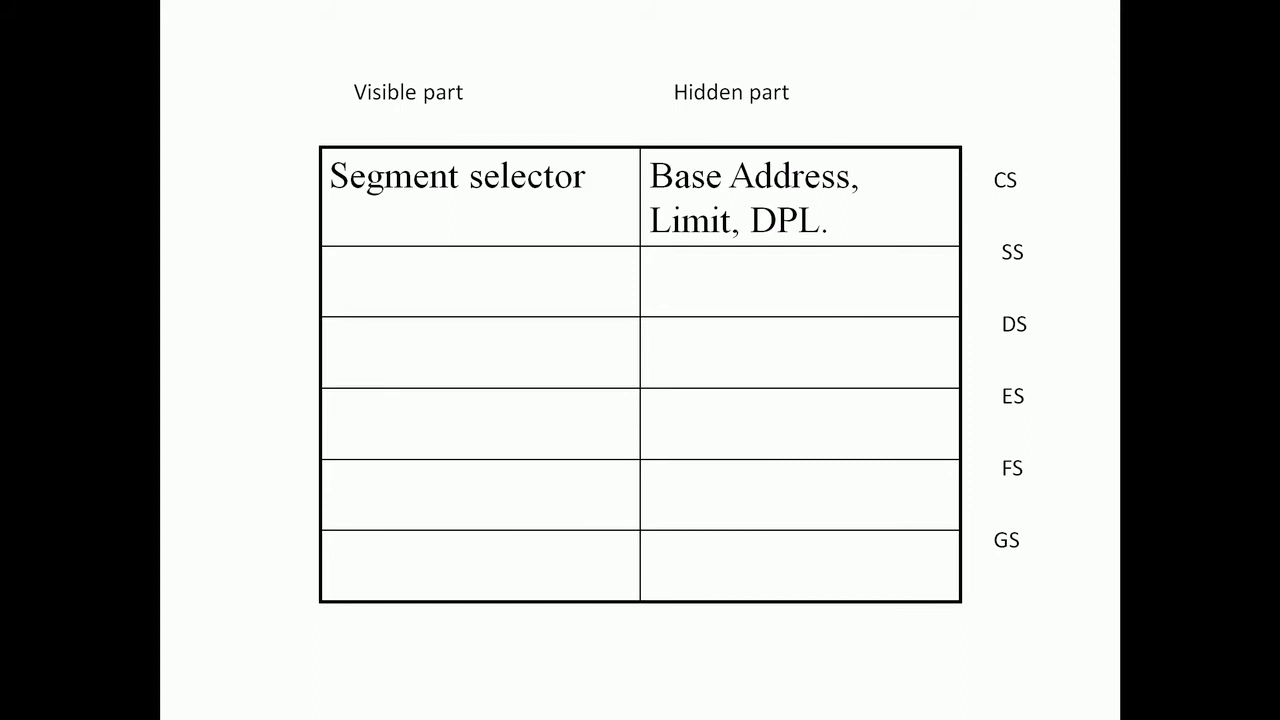 Visible part
Hidden part
Segment selector
Base Address,
Limit, DPL.
CS
SS
DS
ES
FS
GS